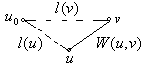 l(v)
u₀ v
l(u) W(u,v)
u